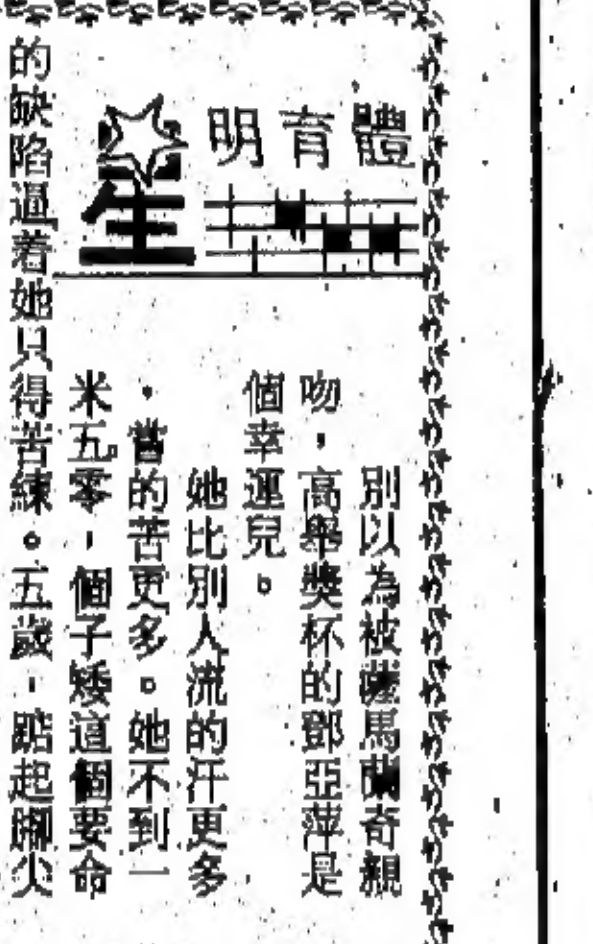 體育明星
別以為被薩馬蘭奇親
吻，高舉獎杯的鄧亞萍是
個幸運兒。
她比別人流的汗更多
，嘗的苦更多。她不到一
米五零，個子矮這個要命
的缺陷逼着她只得苦練。五歲，踮起腳尖